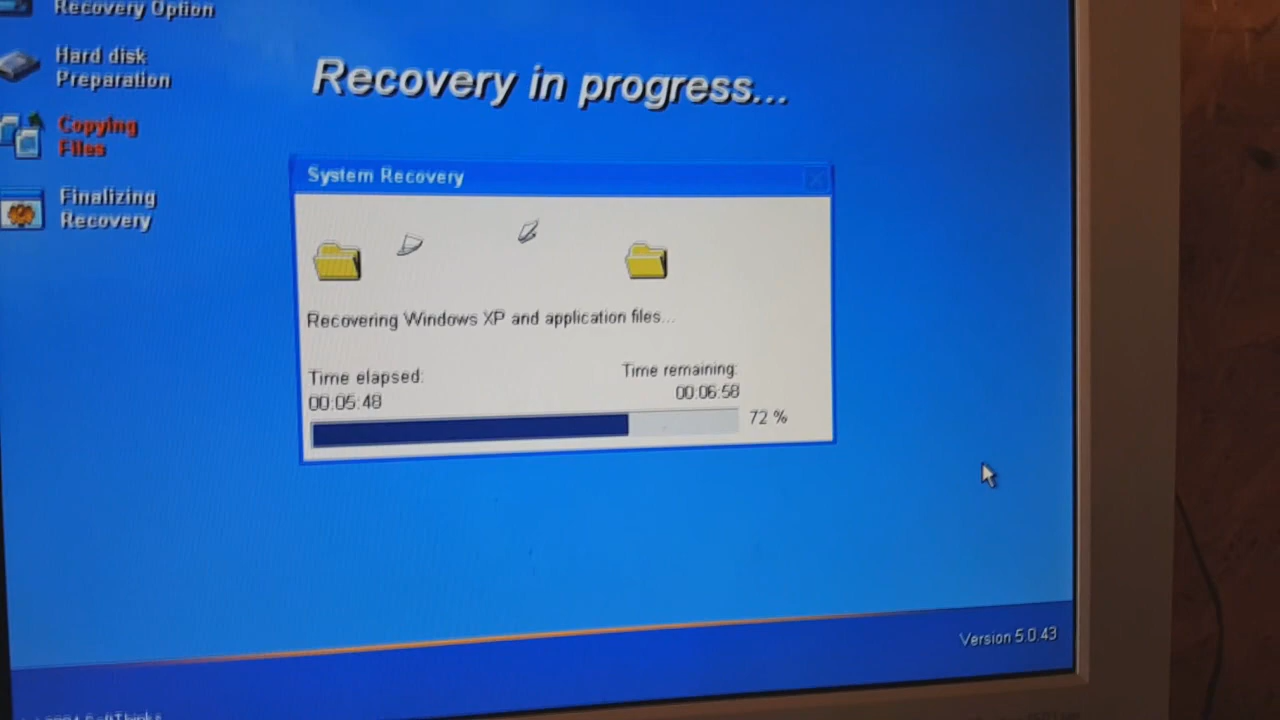 Recovery Option
Hard disk
Preparation
Copying
Files
Finalizing
Recovery
Recovery in progress...
System Recovery
Recovering Windows XP and application files...
Time elapsed:
00:05:48
Time remaining:
00:06:58
72 %
Version 5.0.43
SoftThinks